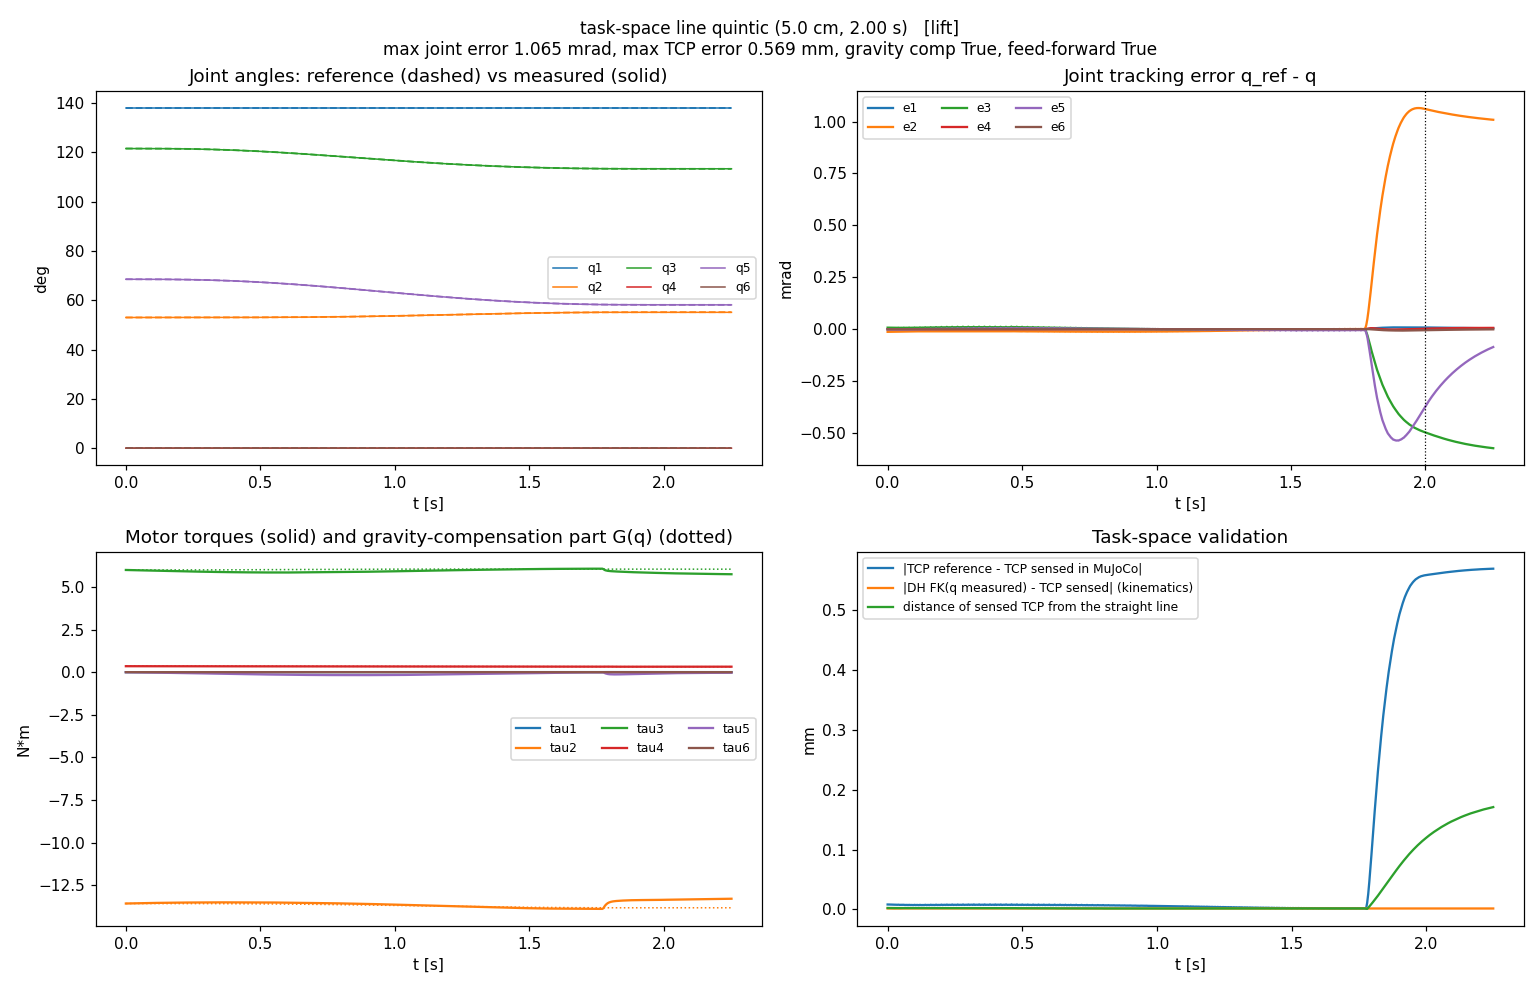 task-space line quintic (5.0 cm, 2.00 s)   [lift]
max joint error 1.065 mrad, max TCP error 0.569 mm, gravity comp True, feed-forward True
Joint angles: reference (dashed) vs measured (solid)
140
120
100
80
60
40
20
0
deg
q1 q3 q5
q2 q4 q6
0.0 0.5 1.0 1.5 2.0
t [s]
Joint tracking error q_ref - q
e1 e3 e5
e2 e4 e6
1.00
0.75
0.50
0.25
0.00
−0.25
−0.50
mrad
0.0 0.5 1.0 1.5 2.0
t [s]
Motor torques (solid) and gravity-compensation part G(q) (dotted)
5.0
2.5
0.0
−2.5
−5.0
−7.5
−10.0
−12.5
N*m
tau1 tau3 tau5
tau2 tau4 tau6
0.0 0.5 1.0 1.5 2.0
t [s]
Task-space validation
|TCP reference - TCP sensed in MuJoCo|
|DH FK(q measured) - TCP sensed| (kinematics)
distance of sensed TCP from the straight line
0.5
0.4
0.3
0.2
0.1
0.0
mm
0.0 0.5 1.0 1.5 2.0
t [s]